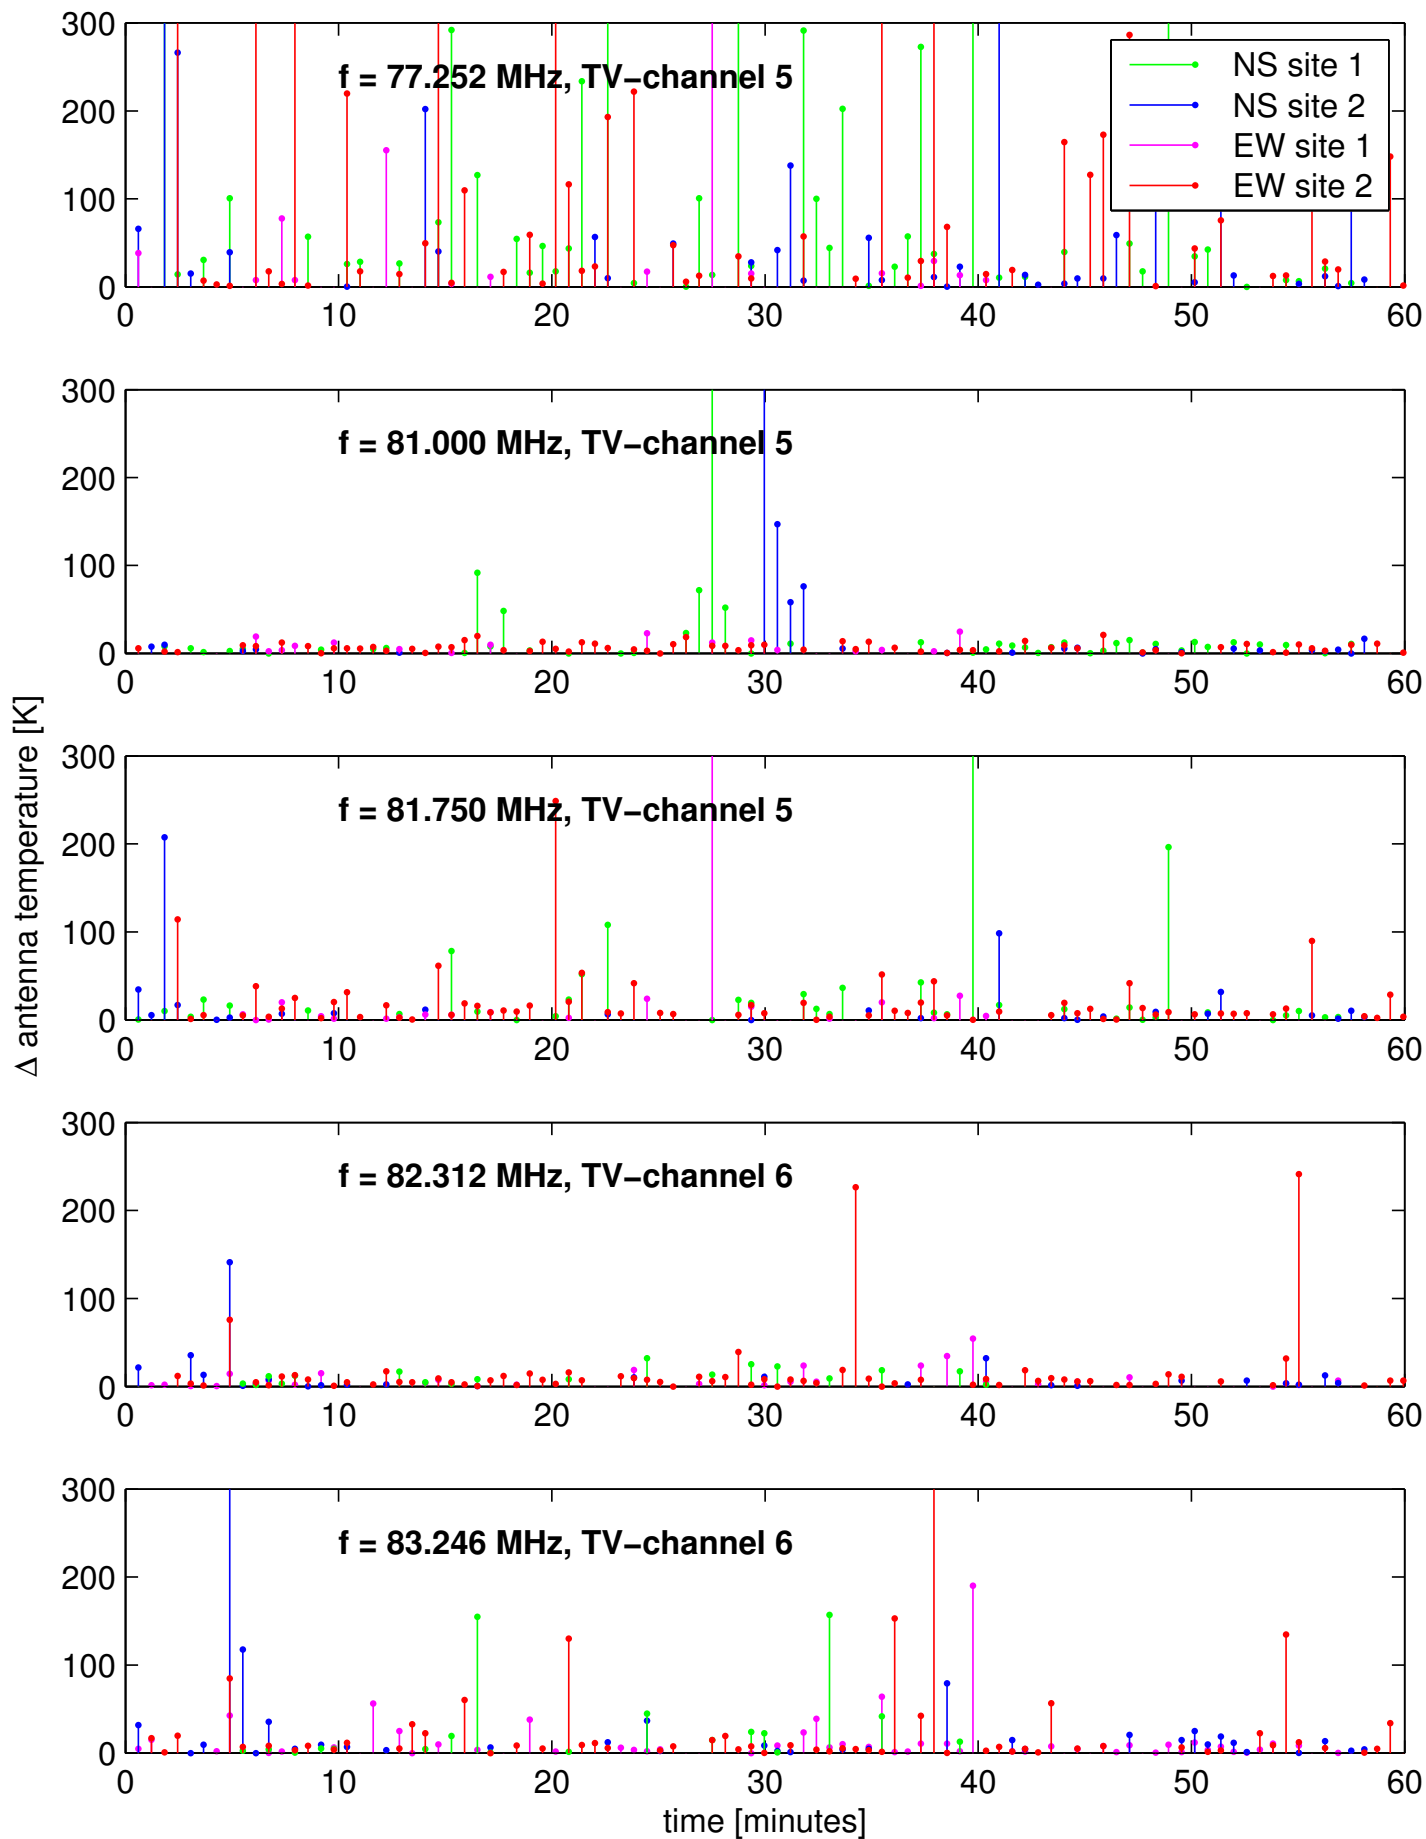 300
200
100
0
f = 77.252 MHz, TV−channel 5
NS site 1
NS site 2
EW site 1
EW site 2
0 10 20 30 40 50 60
300
200
100
0
f = 81.000 MHz, TV−channel 5
0 10 20 30 40 50 60
Δ antenna temperature [K]
300
200
100
0
f = 81.750 MHz, TV−channel 5
0 10 20 30 40 50 60
300
200
100
0
f = 82.312 MHz, TV−channel 6
0 10 20 30 40 50 60
300
200
100
0
f = 83.246 MHz, TV−channel 6
0 10 20 30 40 50 60
time [minutes]